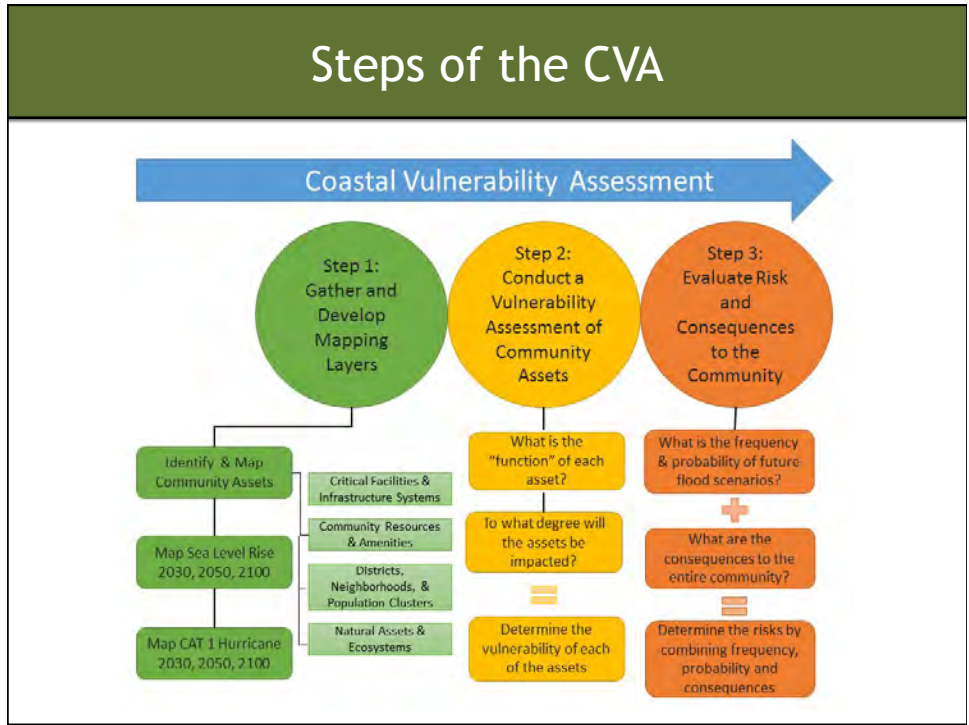 Steps of the CVA
Coastal Vulnerability Assessment
Step 1:
Gather and
Develop
Mapping
Layers
Identify & Map
Community Assets
Critical Facilities &
Infrastructure Systems
Community Resources
& Amenities
Districts,
Neighborhoods, &
Population Clusters
Natural Assets &
Ecosystems
Map Sea Level Rise
2030, 2050, 2100
Map CAT 1 Hurricane
2030, 2050, 2100
Step 2:
Conduct a
Vulnerability
Assessment of
Community
Assets
What is the
"function" of each
asset?
To what degree will
the assets be
impacted?
=
Determine the
vulnerability of each
of the assets
Step 3:
Evaluate Risk
and
Consequences
to the
Community
What is the frequency
& probability of future
flood scenarios?
+
What are the
consequences to the
entire community?
=
Determine the risks by
combining frequency,
probability and
consequences